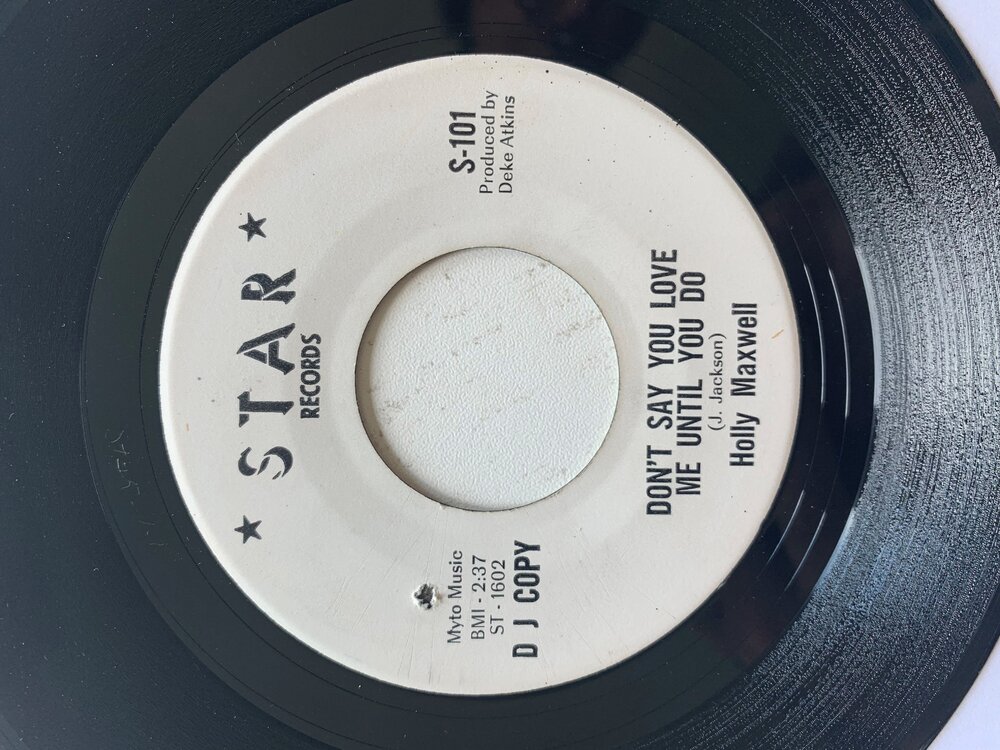 ★ STAR ★
RECORDS
Myto Music
BMI - 2:37
ST - 1602
D J COPY
S-101
Produced by
Deke Atkins
DON'T SAY YOU LOVE
ME UNTIL YOU DO
(J. Jackson)
Holly Maxwell